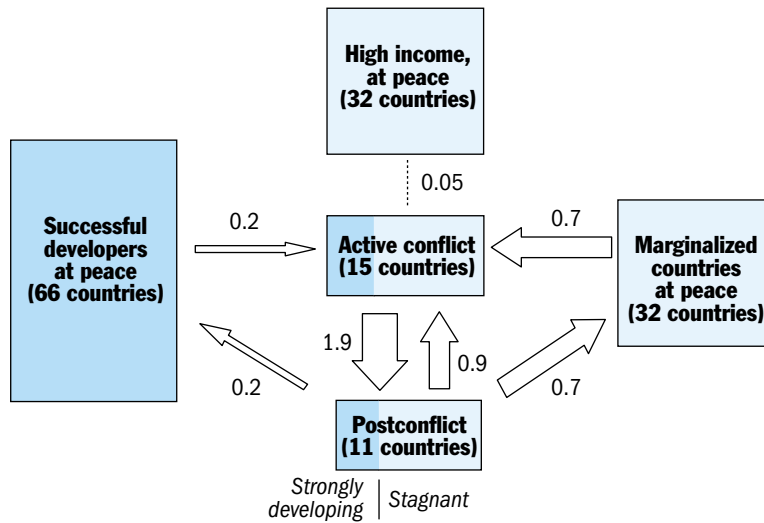 High income,
at peace
(32 countries)
0.05
Successful
developers
at peace
(66 countries)
0.2
Active conflict
(15 countries)
0.7
Marginalized
countries
at peace
(32 countries)
1.9
0.9
0.2
0.7
Postconflict
(11 countries)
Strongly
developing
Stagnant